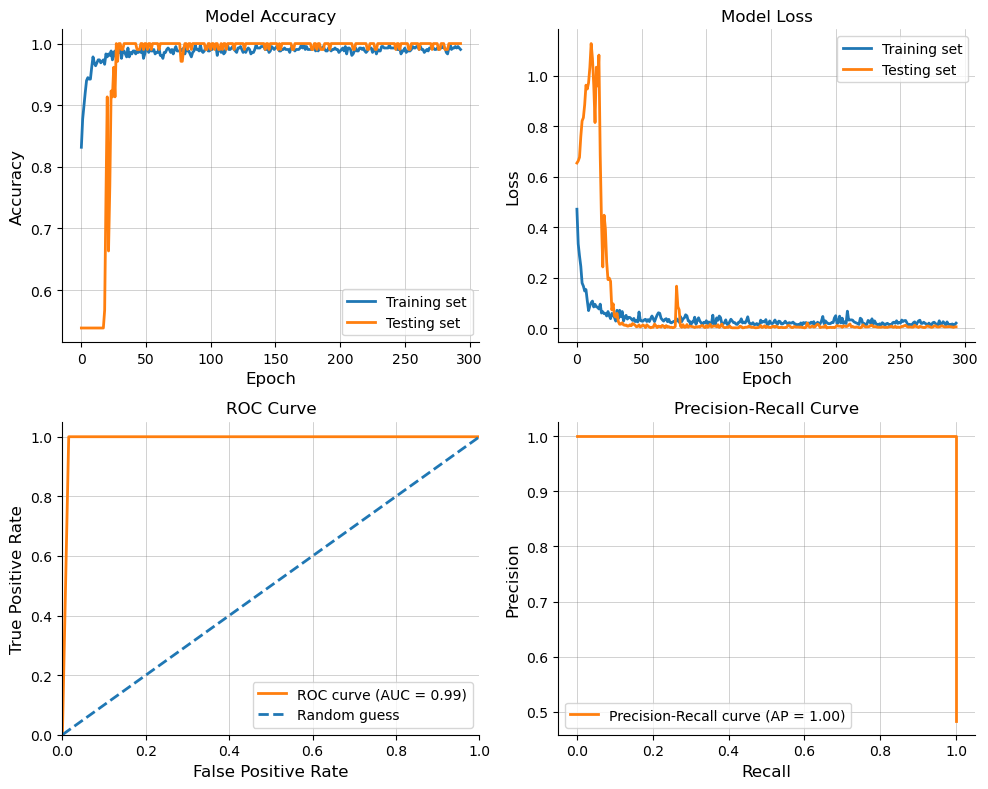 Model Accuracy
1.0
0.9
0.8
0.7
0.6
Accuracy
0 50 100 150 200 250 300
Epoch
Training set
Testing set
Model Loss
1.0
0.8
0.6
0.4
0.2
0.0
Loss
0 50 100 150 200 250 300
Epoch
Training set
Testing set
ROC Curve
1.0
0.8
0.6
0.4
0.2
0.0
True Positive Rate
0.0 0.2 0.4 0.6 0.8 1.0
False Positive Rate
ROC curve (AUC = 0.99)
Random guess
Precision-Recall Curve
1.0
0.9
0.8
0.7
0.6
0.5
Precision
0.0 0.2 0.4 0.6 0.8 1.0
Recall
Precision-Recall curve (AP = 1.00)